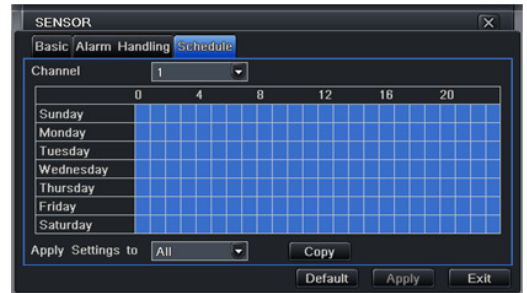 SENSOR
Basic Alarm Handling Schedule
Channel 1
0 4 8 12 16 20
Sunday
Monday
Tuesday
Wednesday
Thursday
Friday
Saturday
Apply Settings to All Copy
Default Apply Exit